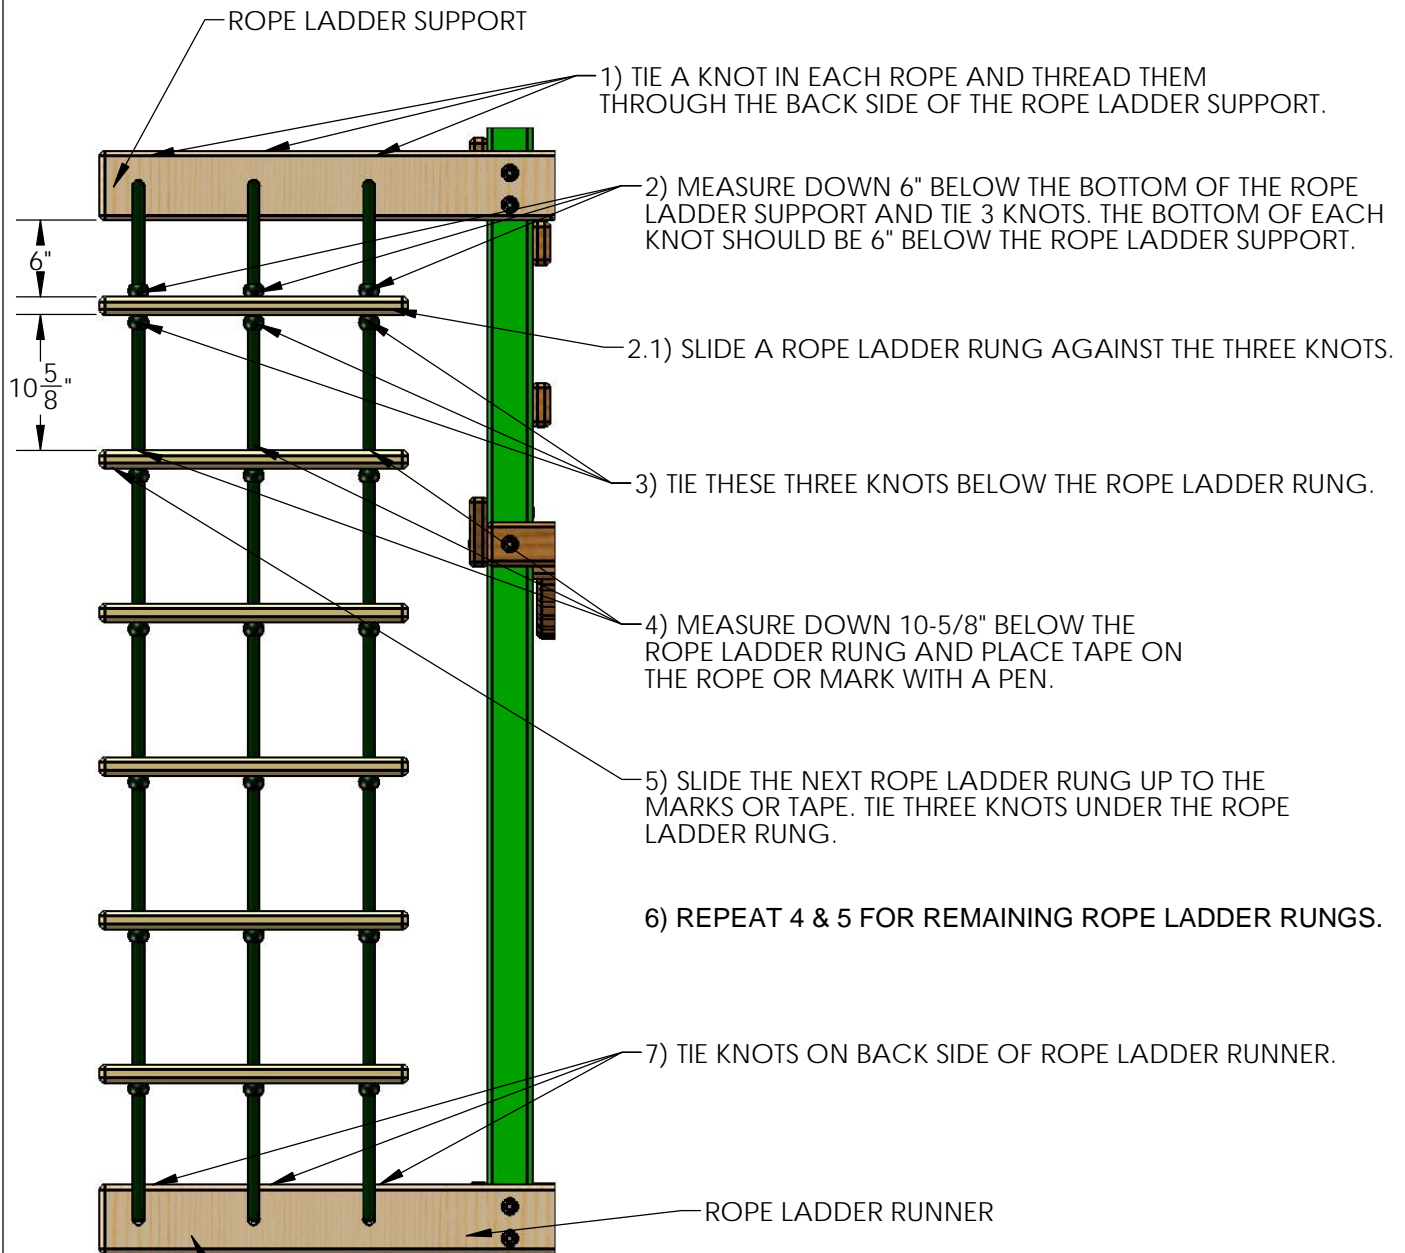 ROPE LADDER SUPPORT
1) TIE A KNOT IN EACH ROPE AND THREAD THEM
THROUGH THE BACK SIDE OF THE ROPE LADDER SUPPORT.
2) MEASURE DOWN 6" BELOW THE BOTTOM OF THE ROPE
LADDER SUPPORT AND TIE 3 KNOTS. THE BOTTOM OF EACH
KNOT SHOULD BE 6" BELOW THE ROPE LADDER SUPPORT.
6"
2.1) SLIDE A ROPE LADDER RUNG AGAINST THE THREE KNOTS.
10 5/8"
3) TIE THESE THREE KNOTS BELOW THE ROPE LADDER RUNG.
4) MEASURE DOWN 10-5/8" BELOW THE
ROPE LADDER RUNG AND PLACE TAPE ON
THE ROPE OR MARK WITH A PEN.
5) SLIDE THE NEXT ROPE LADDER RUNG UP TO THE
MARKS OR TAPE. TIE THREE KNOTS UNDER THE ROPE
LADDER RUNG.
6) REPEAT 4 & 5 FOR REMAINING ROPE LADDER RUNGS.
7) TIE KNOTS ON BACK SIDE OF ROPE LADDER RUNNER.
ROPE LADDER RUNNER